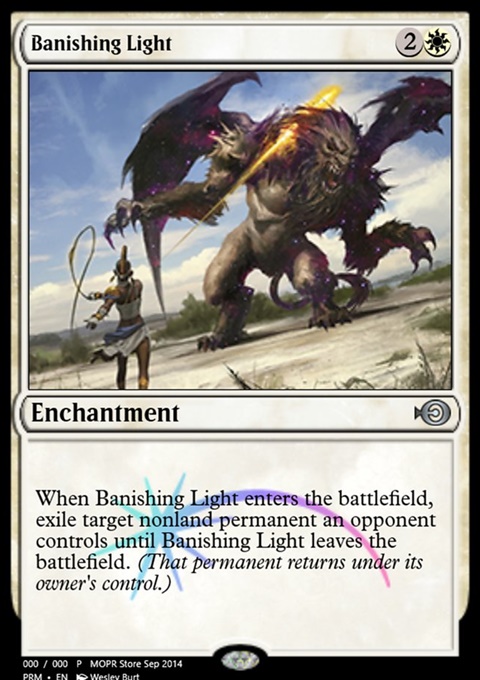 Banishing Light 2
Enchantment
When Banishing Light enters the battlefield,
exile target nonland permanent an opponent
controls until Banishing Light leaves the
battlefield. (That permanent returns under its
owner's control.)
000 / 000 P MOPR Store Sep 2014
PRM • EN Wesley Burt